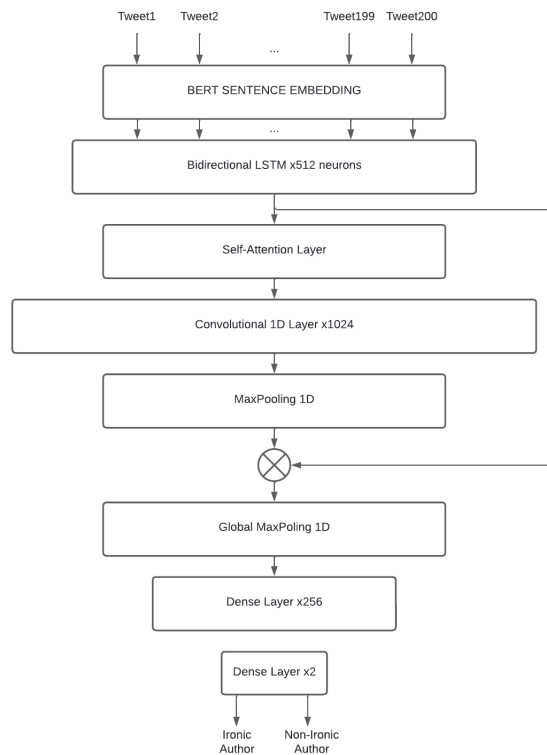 Tweet1 Tweet2 ... Tweet199 Tweet200
BERT SENTENCE EMBEDDING
...
Bidirectional LSTM x512 neurons
Self-Attention Layer
Convolutional 1D Layer x1024
MaxPooling 1D
Global MaxPoling 1D
Dense Layer x256
Dense Layer x2
Ironic Non-Ironic
Author Author